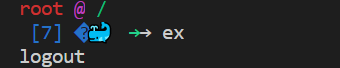 root @ /
[7] �🐳 →→ ex
logout